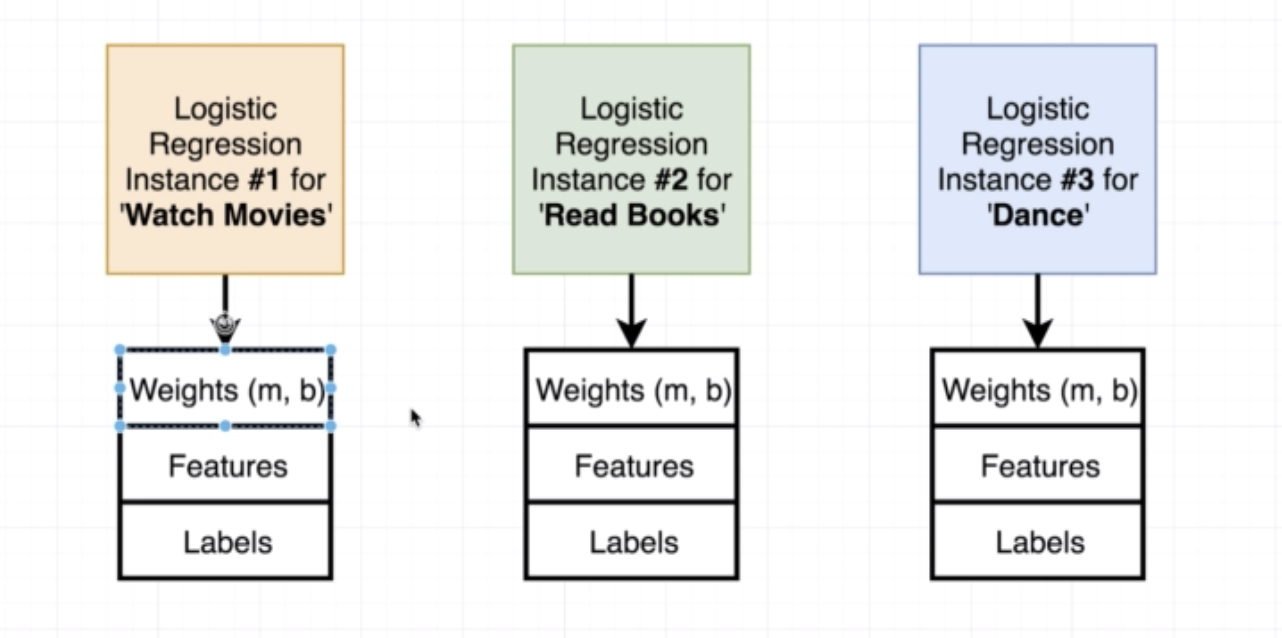 Logistic
Regression
Instance #1 for
'Watch Movies'
Weights (m, b)
Features
Labels
Logistic
Regression
Instance #2 for
'Read Books'
Weights (m, b)
Features
Labels
Logistic
Regression
Instance #3 for
'Dance'
Weights (m, b)
Features
Labels